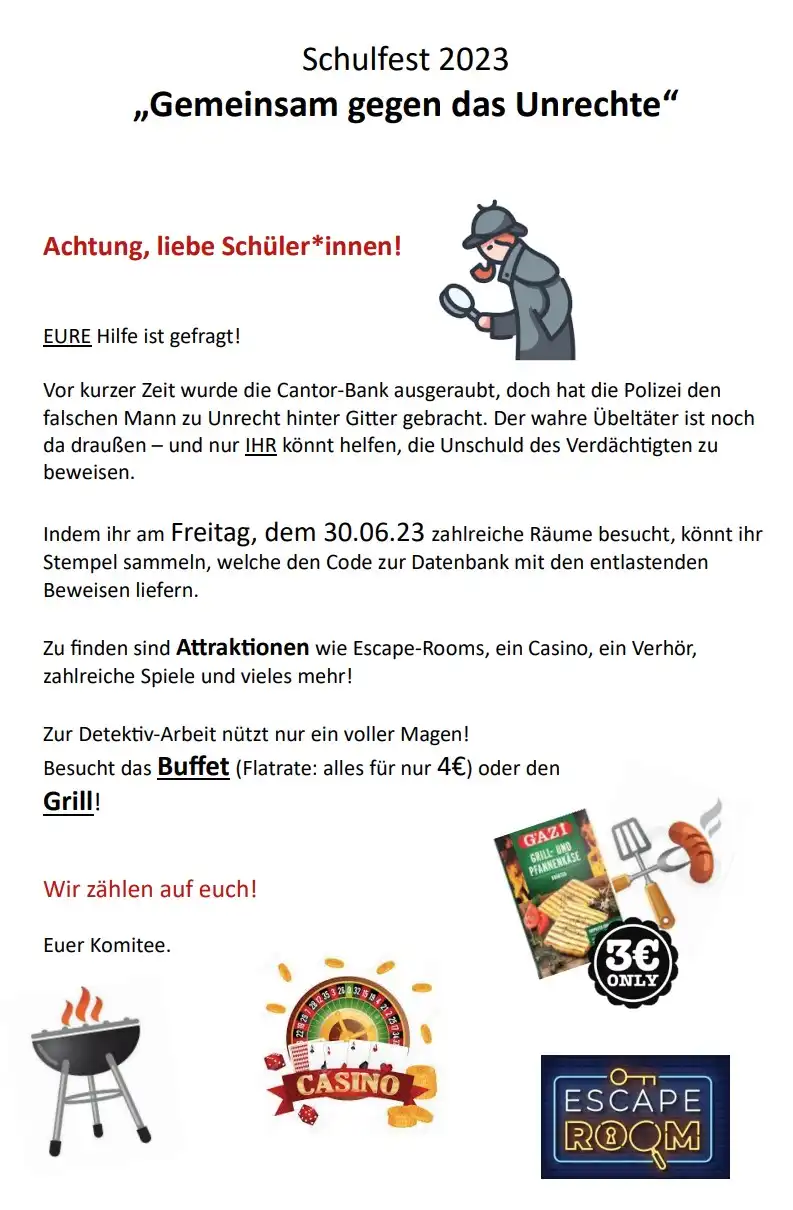 Schulfest 2023
„Gemeinsam gegen das Unrechte“
Achtung, liebe Schüler*innen!
EURE Hilfe ist gefragt!
Vor kurzer Zeit wurde die Cantor-Bank ausgeraubt, doch hat die Polizei den
falschen Mann zu Unrecht hinter Gitter gebracht. Der wahre Übeltäter ist noch
da draußen – und nur IHR könnt helfen, die Unschuld des Verdächtigten zu
beweisen.
Indem ihr am Freitag, dem 30.06.23 zahlreiche Räume besucht, könnt ihr
Stempel sammeln, welche den Code zur Datenbank mit den entlastenden
Beweisen liefern.
Zu finden sind Attraktionen wie Escape-Rooms, ein Casino, ein Verhör,
zahlreiche Spiele und vieles mehr!
Zur Detektiv-Arbeit nützt nur ein voller Magen!
Besucht das Buffet (Flatrate: alles für nur 4€) oder den
Grill!
GAZİ
GRILL- UND
PFANNENKÄSE
Wir zählen auf euch!
Euer Komitee.
3€
ONLY
CASINO
ESCAPE
ROOM